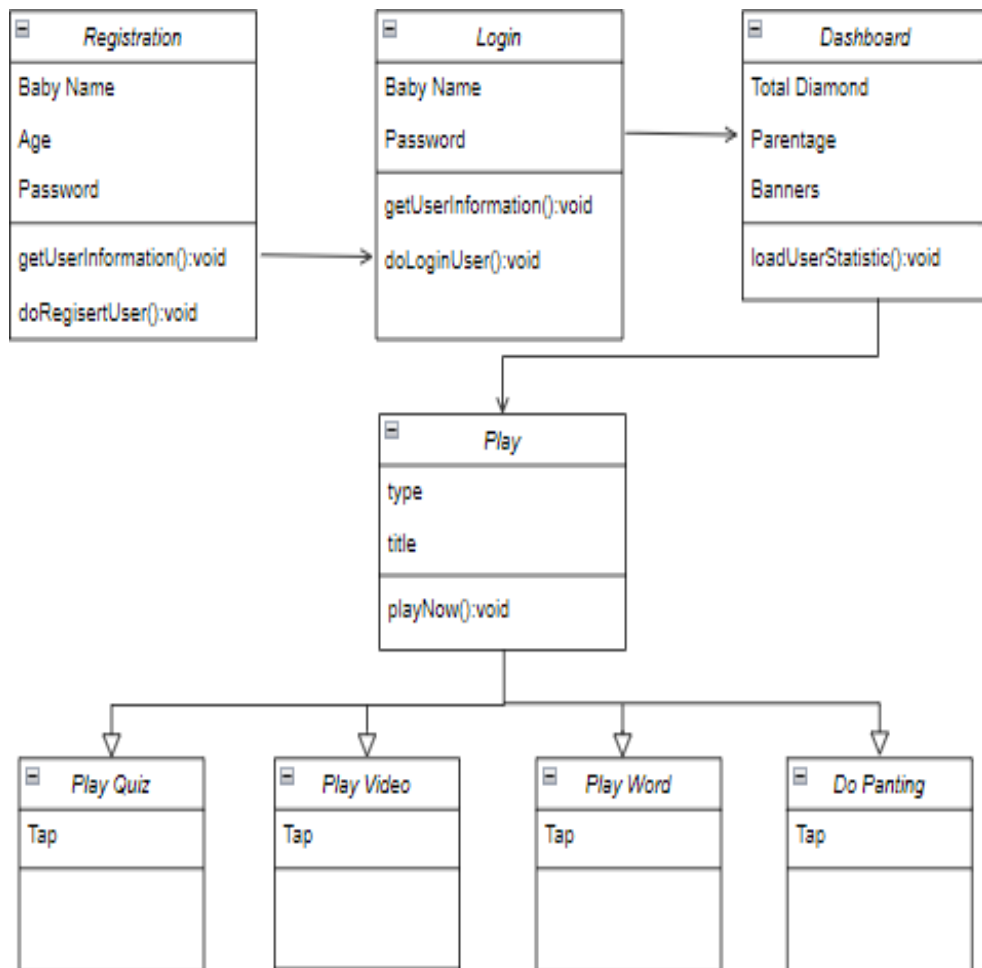 Registration
Baby Name
Age
Password
getUserInformation():void
doRegisertUser():void
Login
Baby Name
Password
getUserInformation():void
doLoginUser():void
Dashboard
Total Diamond
Parentage
Banners
loadUserStatistic():void
Play
type
title
playNow():void
Play Quiz
Tap
Play Video
Tap
Play Word
Tap
Do Panting
Tap